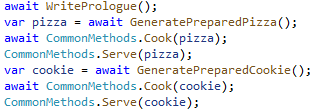 await WritePrologue();
var pizza = await GeneratePreparedPizza();
await CommonMethods.Cook(pizza);
CommonMethods.Serve(pizza);
var cookie = await GeneratePreparedCookie();
await CommonMethods.Cook(cookie);
CommonMethods.Serve(cookie);